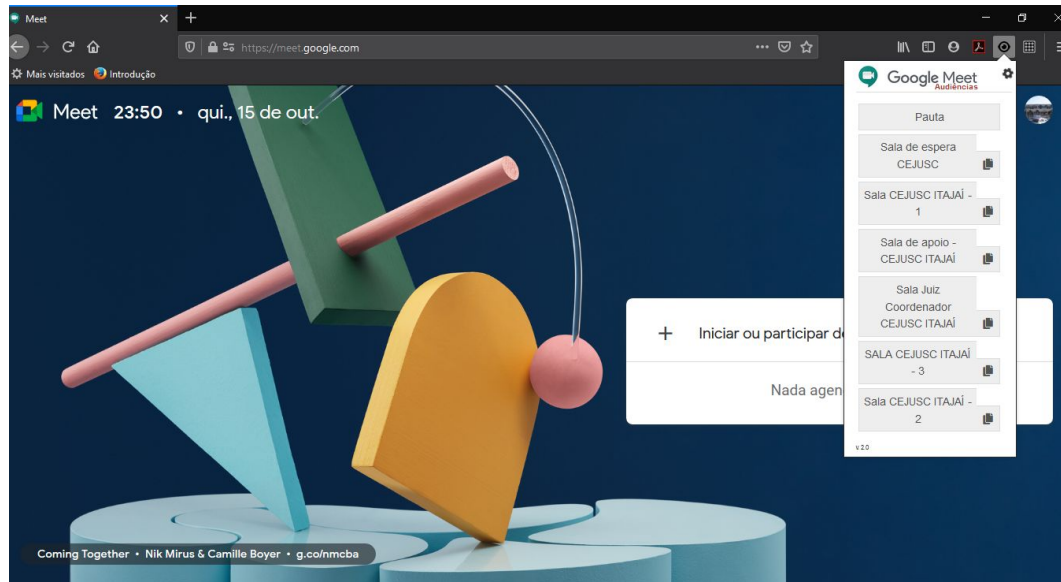 Meet
https://meet.google.com
Mais visitados
Introdução
Meet 23:50 • qui., 15 de out.
Google Meet
Audiências
Pauta
Sala de espera
CEJUSC
Sala CEJUSC ITAJAÍ -
1
Sala de apoio -
CEJUSC ITAJAÍ
Sala Juiz
Coordenador
CEJUSC ITAJAÍ
SALA CEJUSC ITAJAÍ
- 3
Sala CEJUSC ITAJAÍ -
2
v 2.0
Iniciar ou participar de
Nada agen
Coming Together • Nik Mirus & Camille Boyer • g.co/nmcba